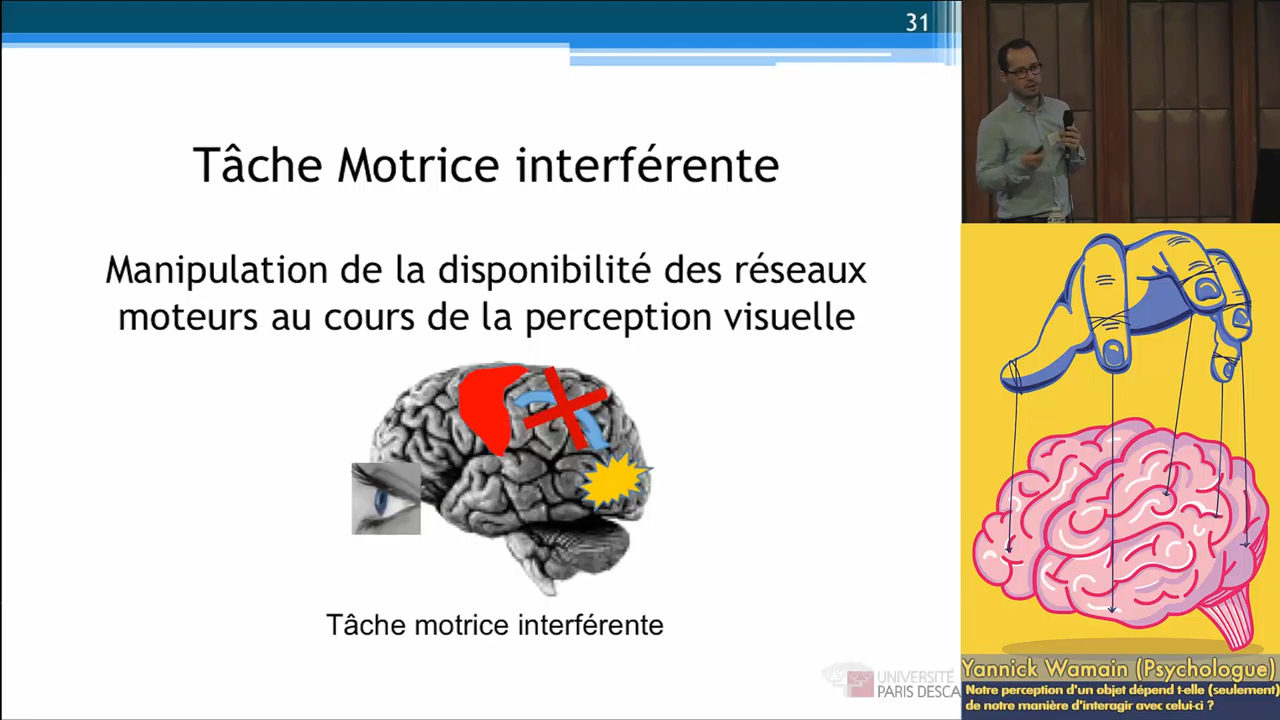 31
Tâche Motrice interférente
Manipulation de la disponibilité des réseaux
moteurs au cours de la perception visuelle
Tâche motrice interférente
UNIVERSITÉ
PARIS DESCA
Yannick Wamain (Psychologue)
Notre perception d'un objet dépend t-elle (seulement)
de notre manière d'interagir avec celui-ci ?